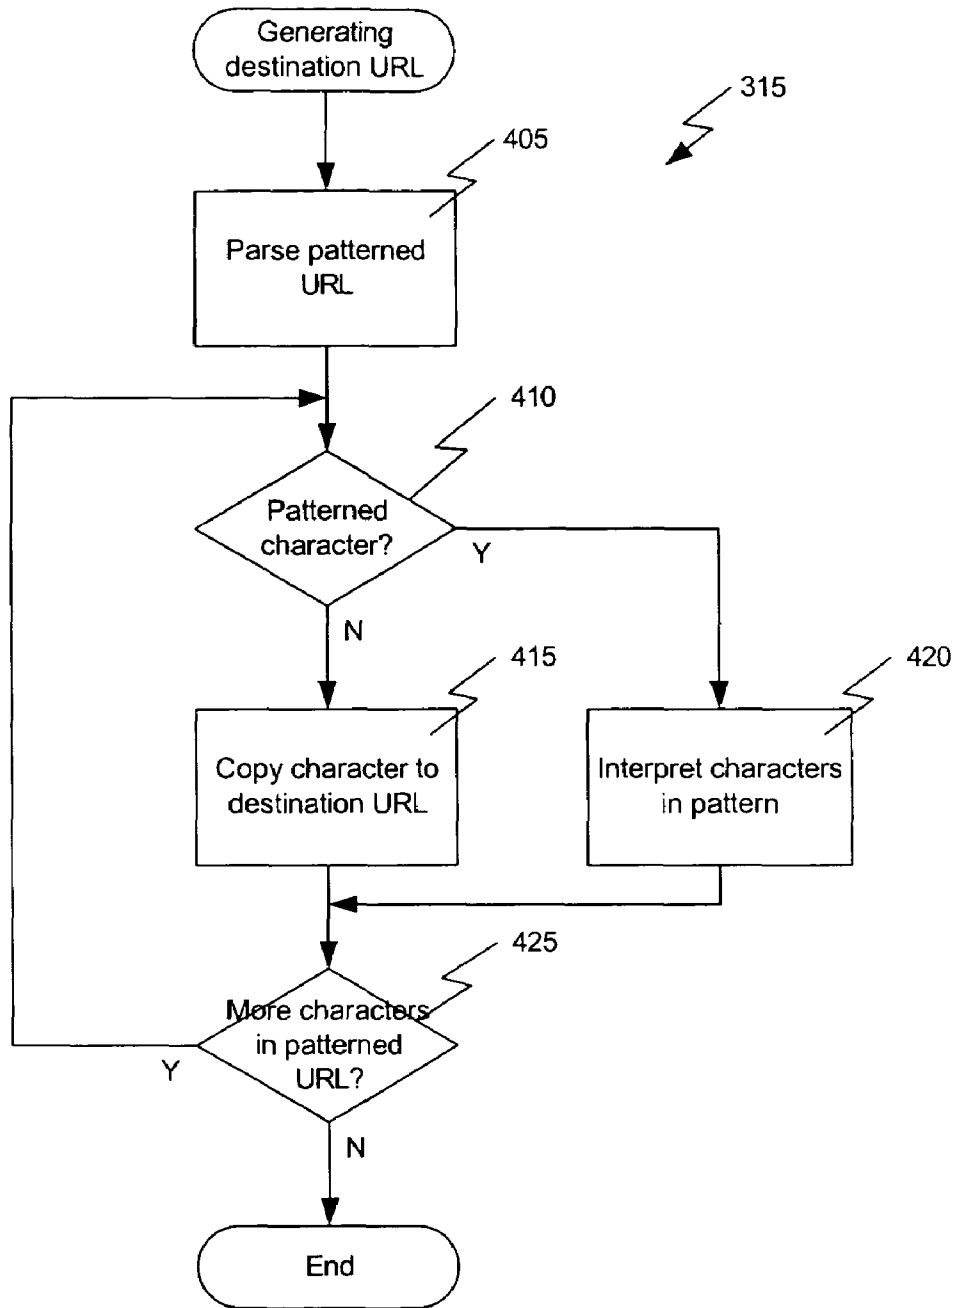 Generating
destination URL
315
405
Parse patterned
URL
410
Patterned
character?
Y
N
415
420
Copy character to
destination URL
Interpret characters
in pattern
425
More characters
in patterned
URL?
Y
N
End